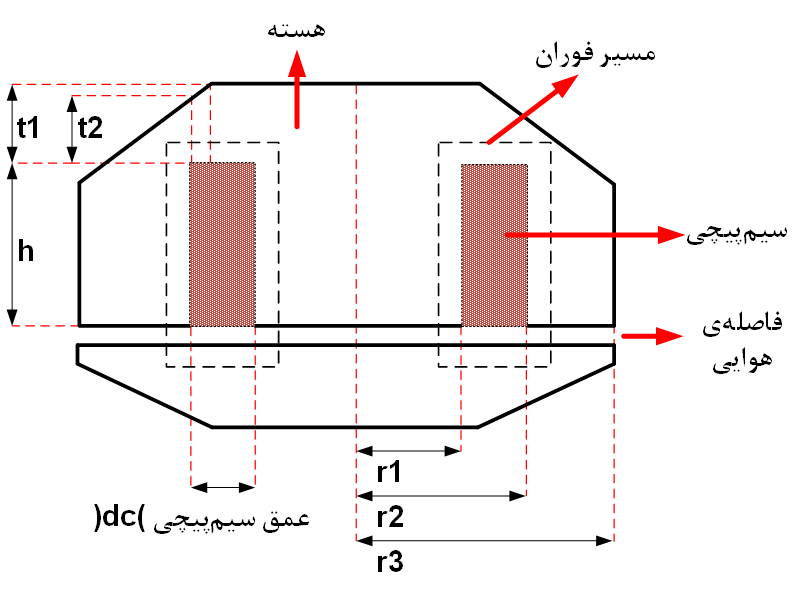 هسته
مسیر فوران
t1
t2
h
سیم‌پیچی
فاصله‌ی
هوایی
r1
عمق سیم‌پیچی (dc)
r2
r3